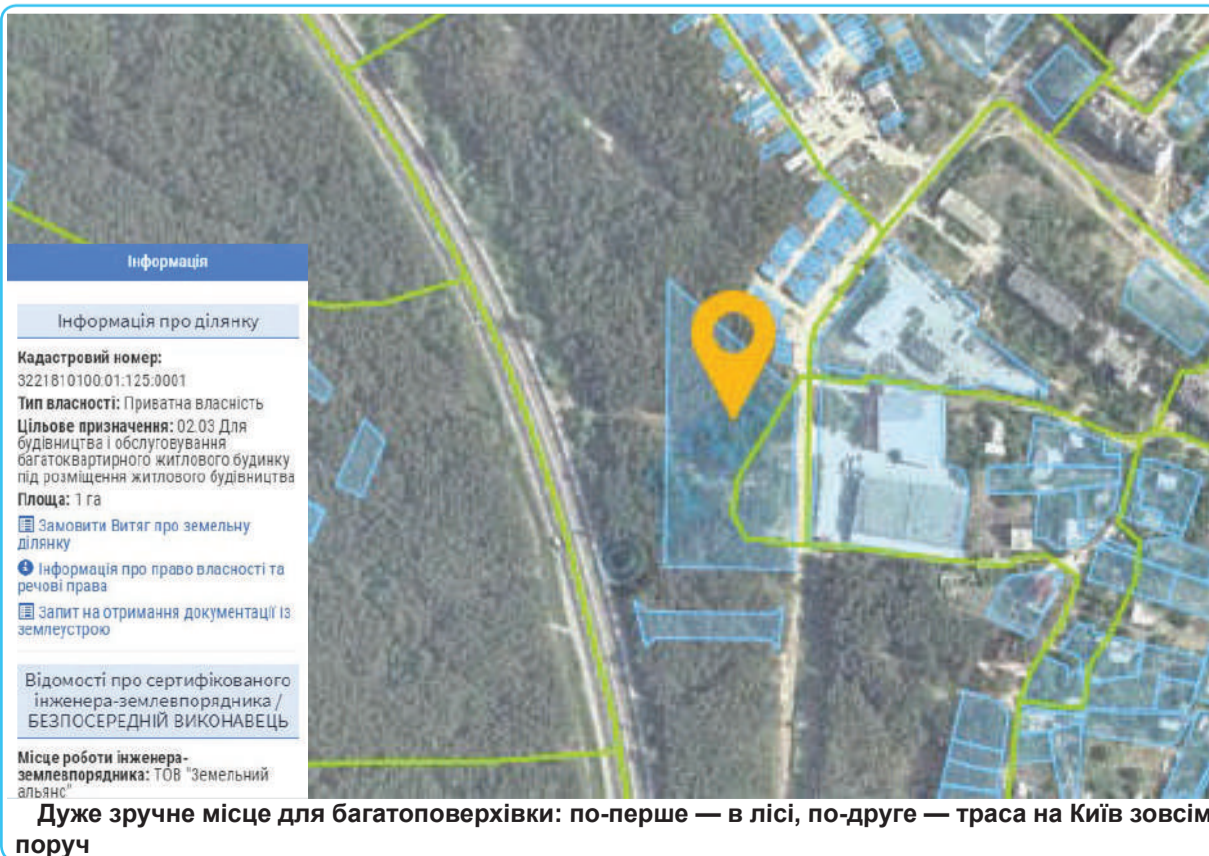 Інформація
Інформація про ділянку
Кадастровий номер:
3221810100:01:125:0001
Тип власності: Приватна власність
Цільове призначення: 02.03 Для
будівництва і обслуговування
багатоквартирного житлового будинку
під розміщення житлового будівництва
Площа: 1 га
Замовити Витяг про земельну
ділянку
Інформація про право власності та
речові права
Запит на отримання документації із
землеустрою
Відомості про сертифікованого
інженера-землевпорядника /
БЕЗПОСЕРЕДНІЙ ВИКОНАВЕЦЬ
Місце роботи інженера-
землевпорядника: ТОВ "Земельний
альянс"
Дуже зручне місце для багатоповерхівки: по-перше — в лісі, по-друге — траса на Київ зовсім
поруч